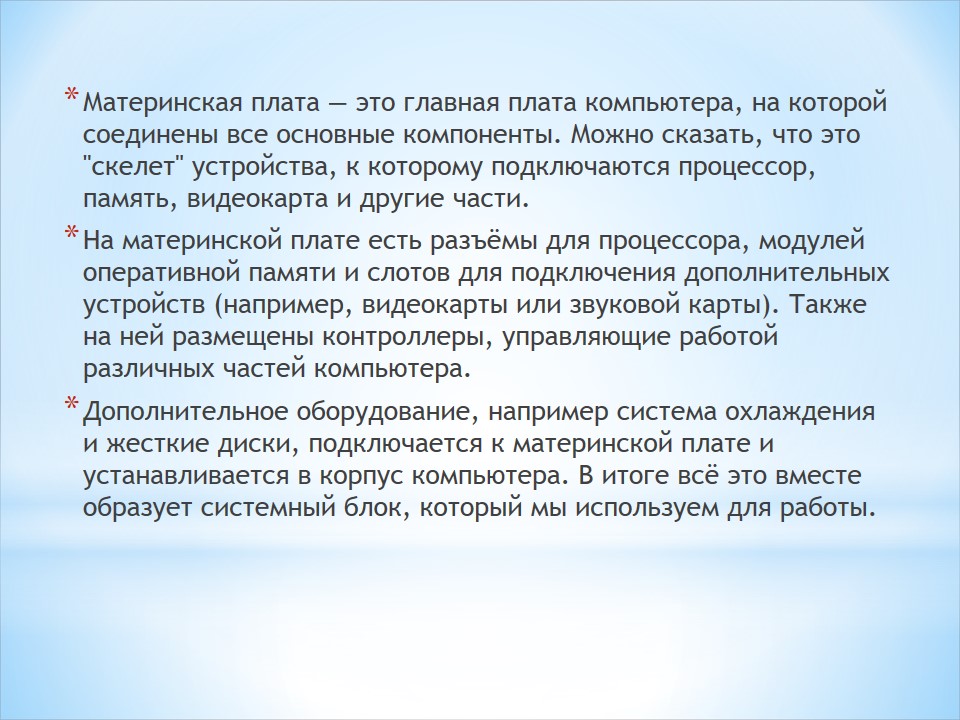 * Материнская плата — это главная плата компьютера, на которой
соединены все основные компоненты. Можно сказать, что это
"скелет" устройства, к которому подключаются процессор,
память, видеокарта и другие части.
* На материнской плате есть разъёмы для процессора, модулей
оперативной памяти и слотов для подключения дополнительных
устройств (например, видеокарты или звуковой карты). Также
на ней размещены контроллеры, управляющие работой
различных частей компьютера.
* Дополнительное оборудование, например система охлаждения
и жесткие диски, подключается к материнской плате и
устанавливается в корпус компьютера. В итоге всё это вместе
образует системный блок, который мы используем для работы.